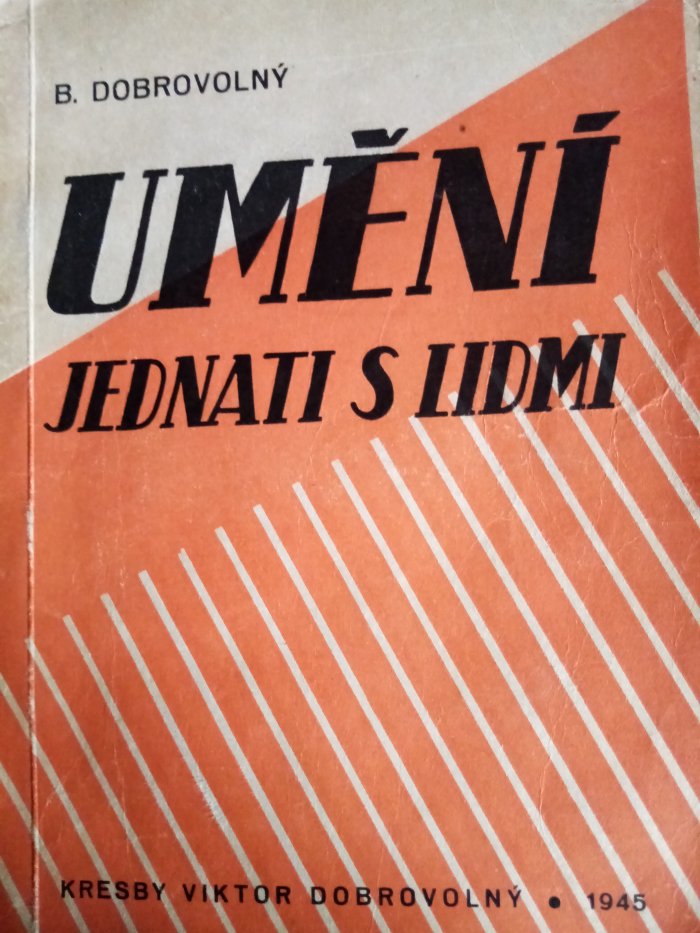 B. DOBROVOLNÝ
UMĚNÍ
JEDNATI S LIDMI
KRESBY VIKTOR DOBROVOLNÝ • 1945